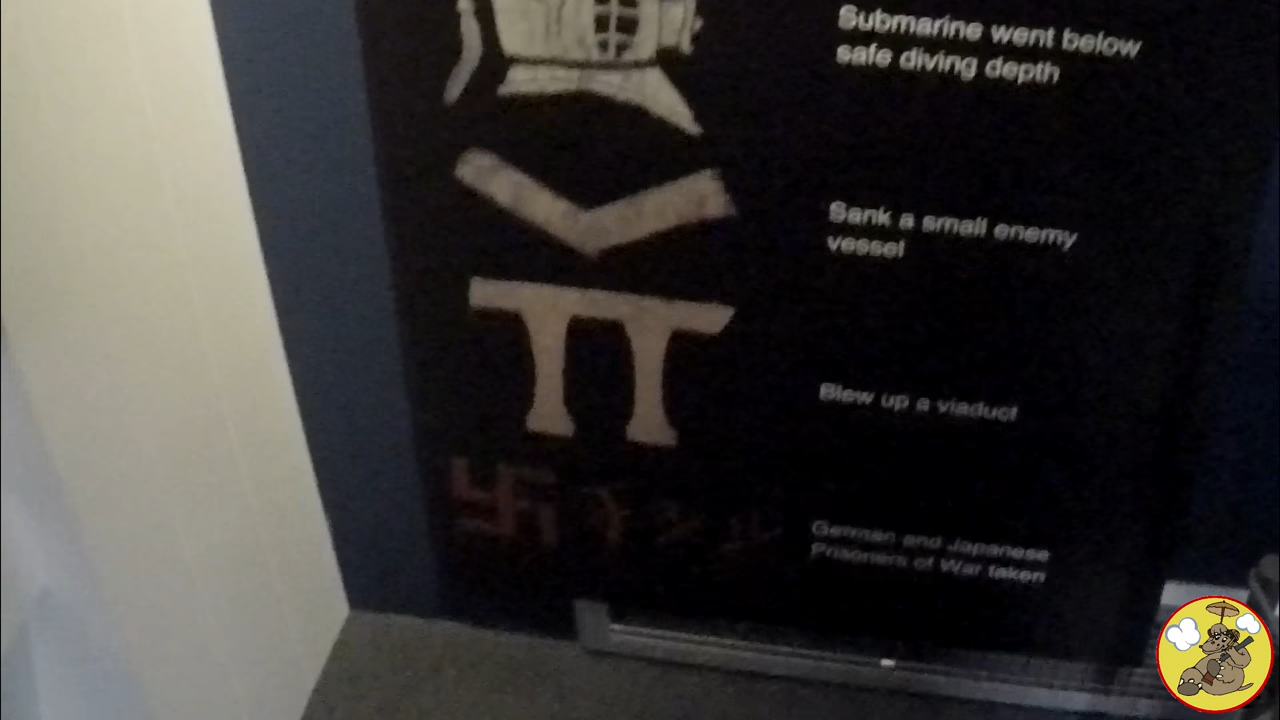 Submarine went below
safe diving depth
Sank a small enemy
vessel
Blew up a viaduct
German and Japanese
Prisoners of War taken